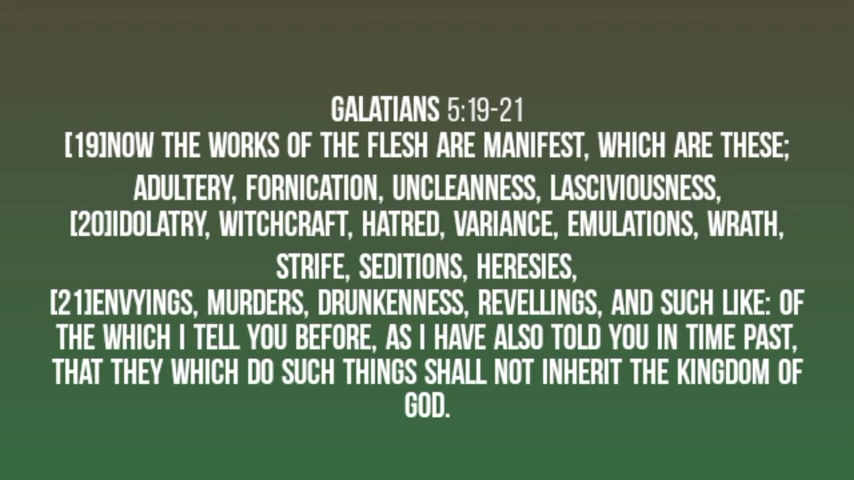 GALATIANS 5:19-21
[19]NOW THE WORKS OF THE FLESH ARE MANIFEST, WHICH ARE THESE;
ADULTERY, FORNICATION, UNCLEANNESS, LASCIVIOUSNESS,
[20]IDOLATRY, WITCHCRAFT, HATRED, VARIANCE, EMULATIONS, WRATH,
STRIFE, SEDITIONS, HERESIES,
[21]ENVYINGS, MURDERS, DRUNKENNESS, REVELLINGS, AND SUCH LIKE: OF
THE WHICH I TELL YOU BEFORE, AS I HAVE ALSO TOLD YOU IN TIME PAST,
THAT THEY WHICH DO SUCH THINGS SHALL NOT INHERIT THE KINGDOM OF
GOD.